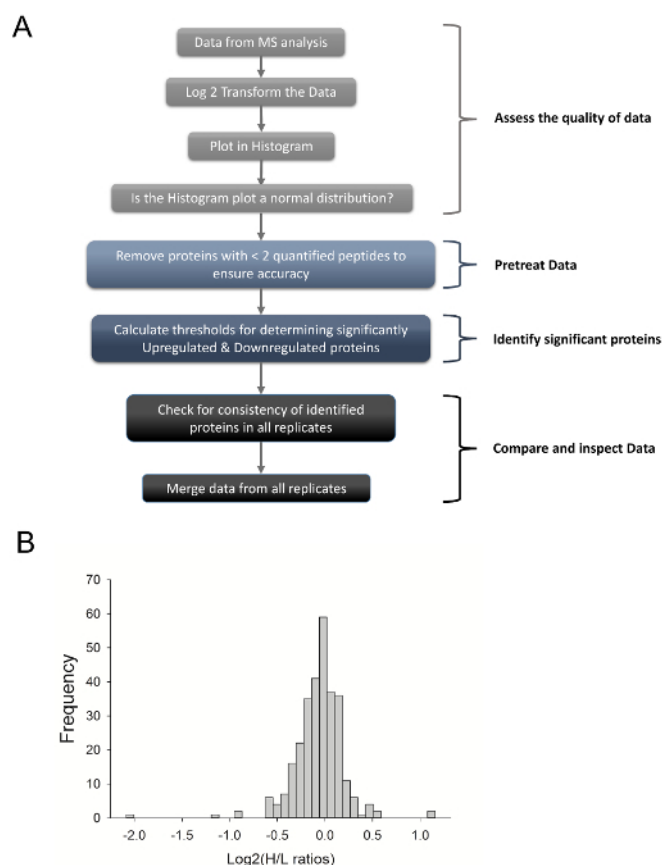 A
Data from MS analysis
Log 2 Transform the Data
Plot in Histogram
Is the Histogram plot a normal distribution?
Assess the quality of data
Remove proteins with < 2 quantified peptides to
ensure accuracy
Pretreat Data
Calculate thresholds for determining significantly
Upregulated & Downregulated proteins
Identify significant proteins
Check for consistency of identified
proteins in all replicates
Merge data from all replicates
Compare and inspect Data
B
Frequency
70
60
50
40
30
20
10
0
-2.0 -1.5 -1.0 -0.5 0.0 0.5 1.0
Log2(H/L ratios)